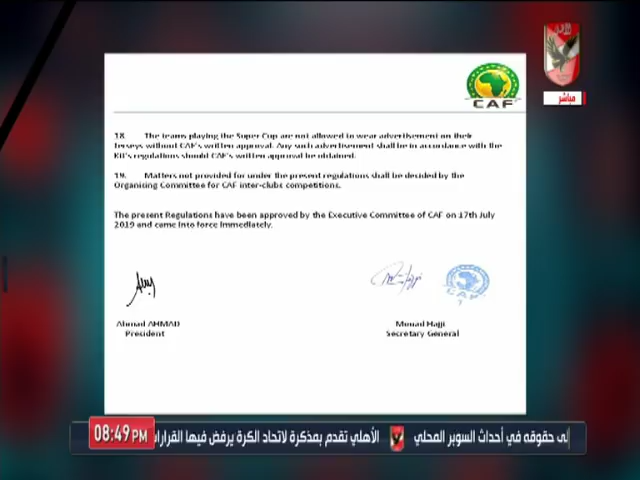 CAF
مباشر
18. The teams playing the Super Cup are not allowed to wear advertisement on their
Jerseys without CAF's written approval. Any such advertisement shall be in accordance with the
Kit's regulations should CAF's written approval be obtained.
19. Matters not provided for under the present regulations shall be decided by the
Organising Committee for CAF inter-clubs competitions.
The present Regulations have been approved by the Executive Committee of CAF on 17th July
2019 and came into force immediately.
CAF
Ahmad AHMAD
President
Mouad Hajji
Secretary General
08:49 PM
لى حقوقه في أحداث السوبر المحلي
الأهلي تقدم بمذكرة لاتحاد الكرة يرفض فيها القرارا